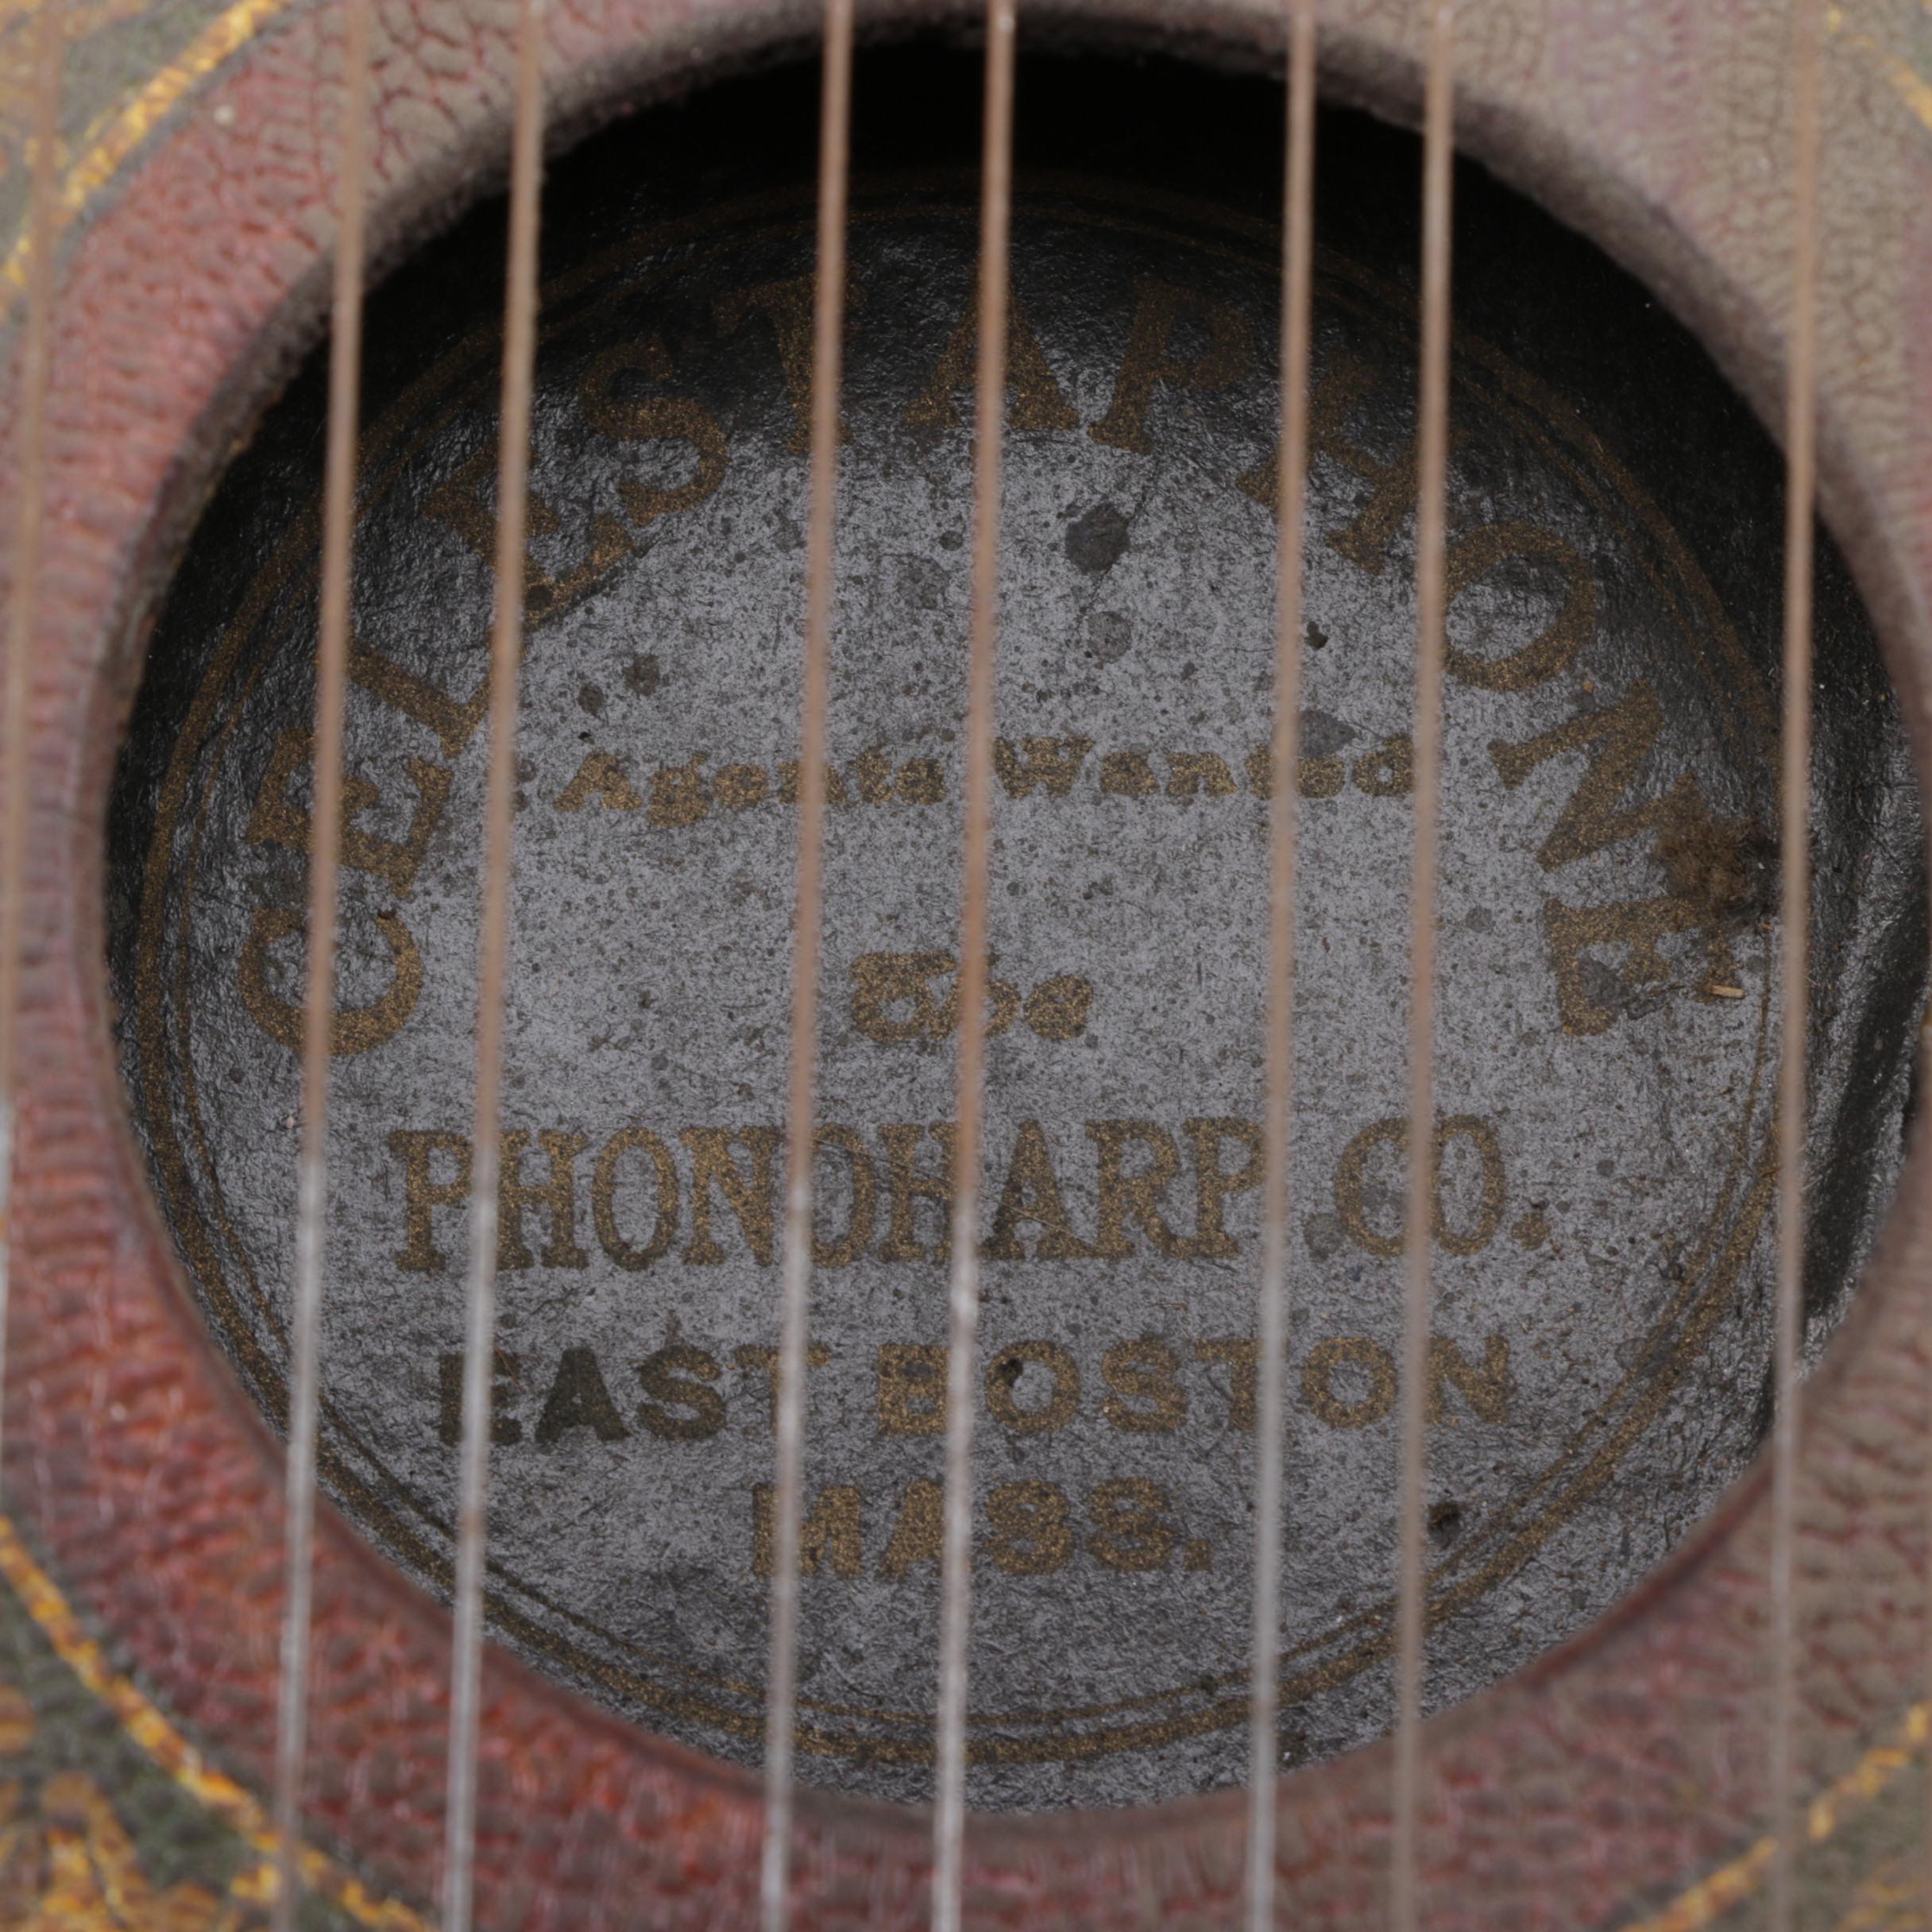 CELESTAPHONE
Agents Wanted
The
PHONOHARP CO.
EAST BOSTON
MASS.